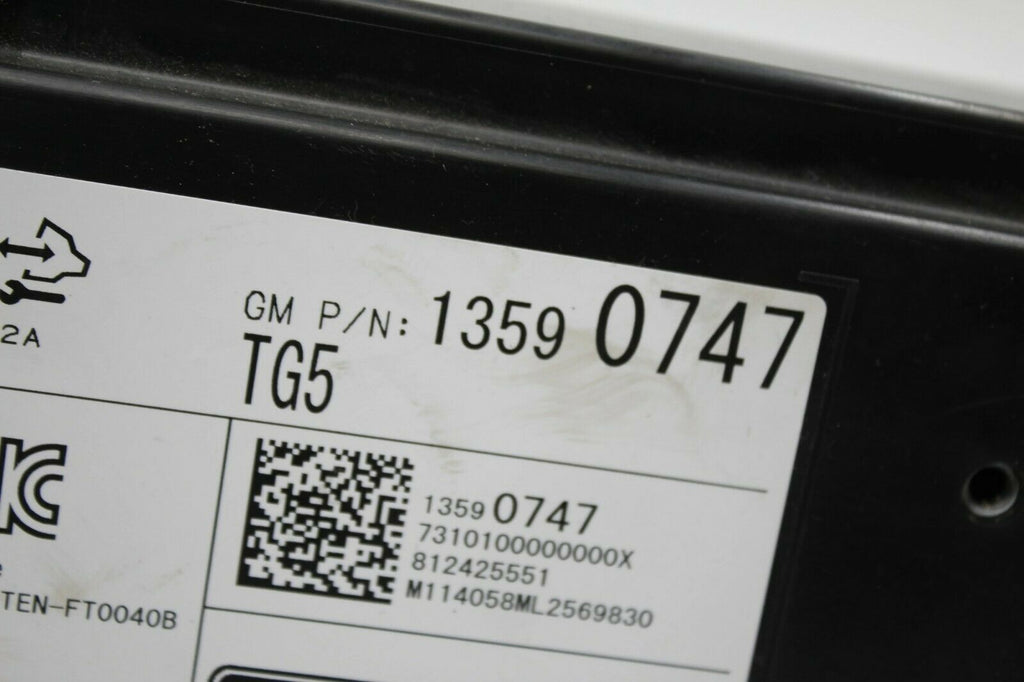 GM P/N: 1359 0747
TG5
2A
1359 0747
7310100000000X
812425551
M114058ML2569830
TEN-FT0040B